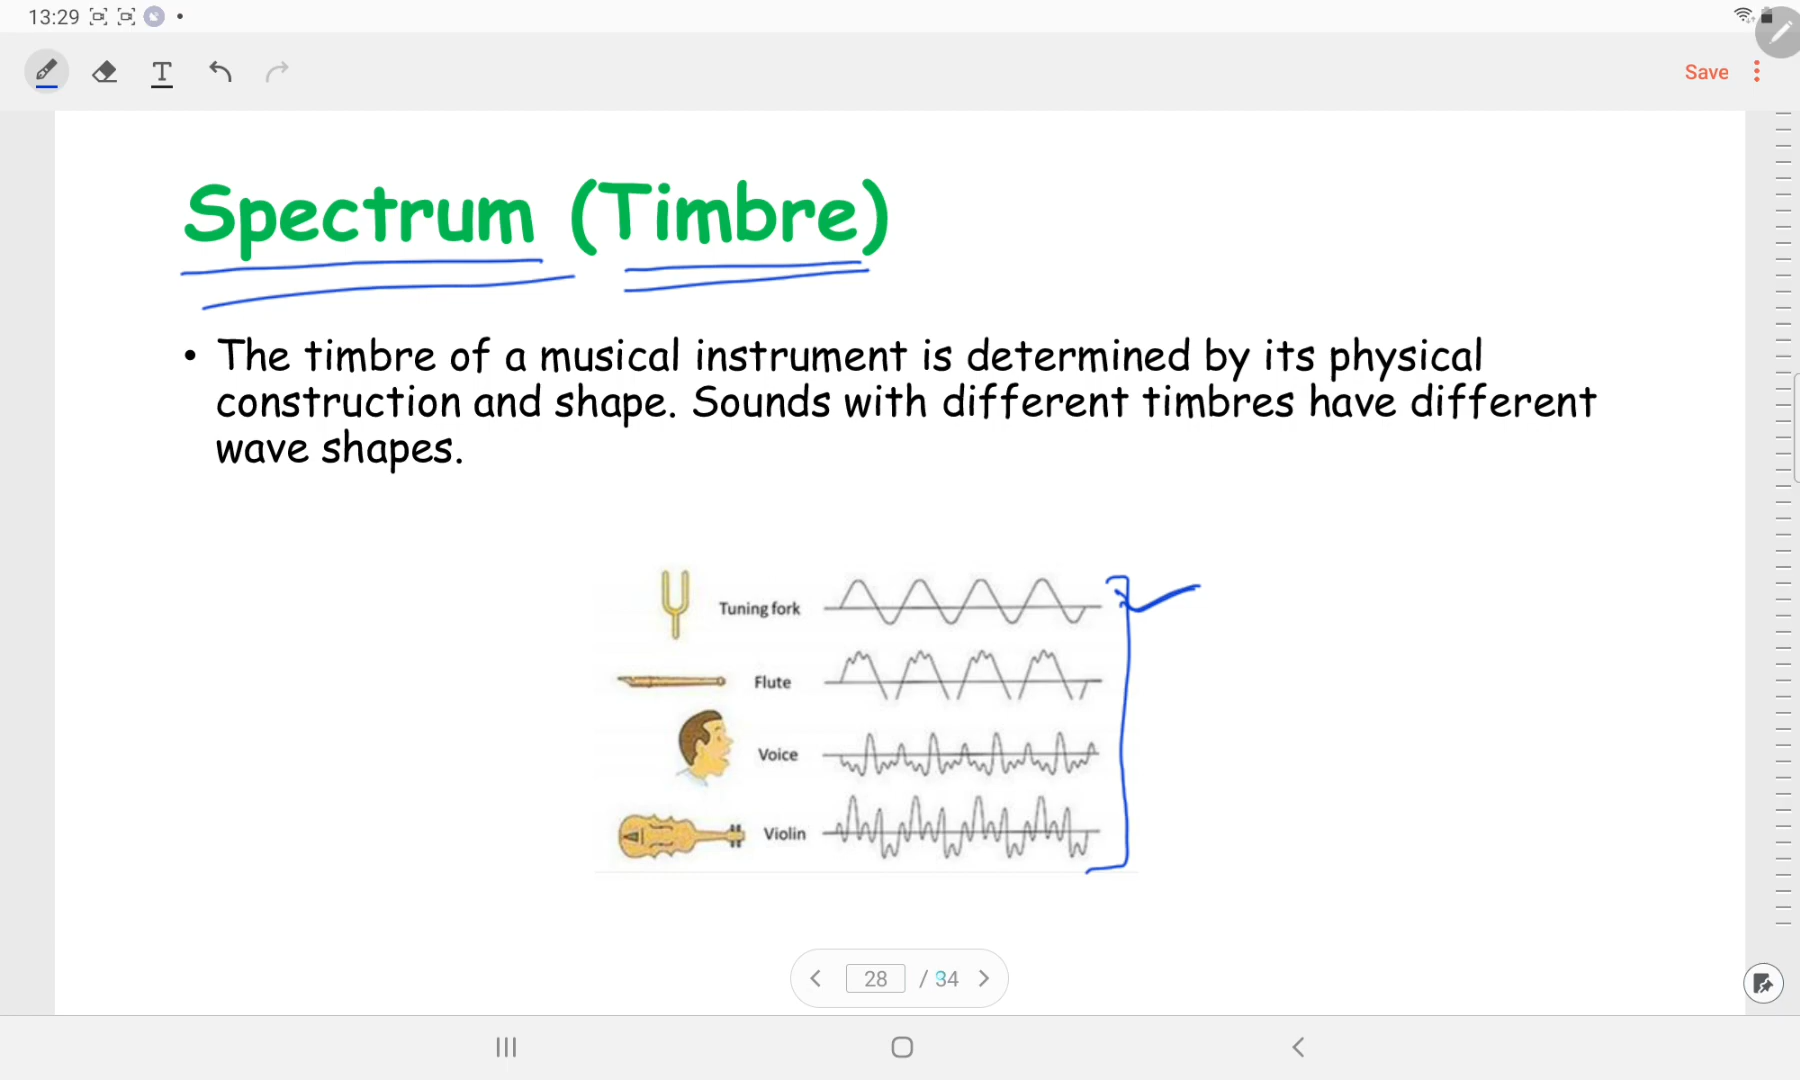 13:29
T
Save
Spectrum (Timbre)
• The timbre of a musical instrument is determined by its physical
construction and shape. Sounds with different timbres have different
wave shapes.
Tuning fork
Flute
Voice
Violin
28 / 34